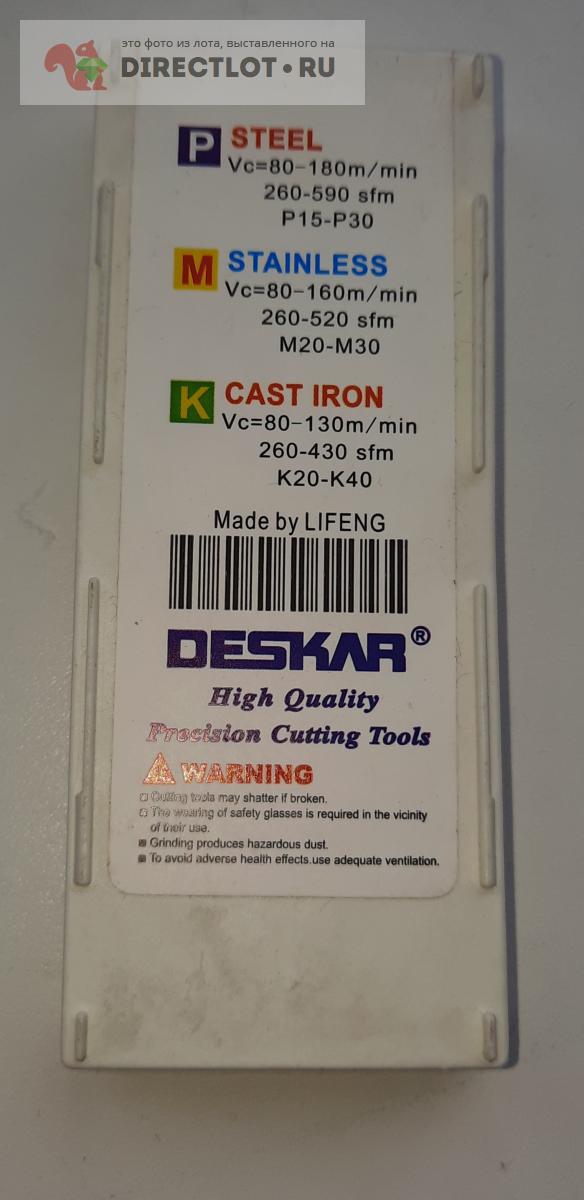 это фото из лота, выставленного на
DIRECTLOT.RU
P STEEL
Vc=80-180m/min
260-590 sfm
P15-P30
M STAINLESS
Vc=80-160m/min
260-520 sfm
M20-M30
K CAST IRON
Vc=80-130m/min
260-430 sfm
K20-K40
Made by LIFENG
DESKAR®
High Quality
Precision Cutting Tools
WARNING
Cutting tools may shatter if broken.
The wearing of safety glasses is required in the vicinity
of their use.
Grinding produces hazardous dust.
To avoid adverse health effects.use adequate ventilation.